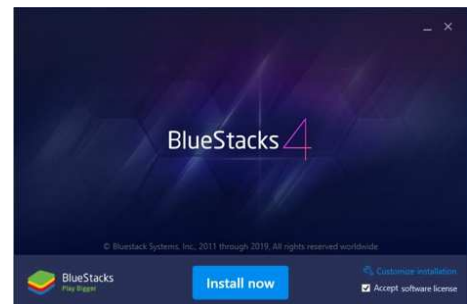 BlueStacks 4
© Bluestack Systems, Inc., 2011 through 2019, All rights reserved worldwide
Customize installation
BlueStacks
Play Bigger
Install now
Accept software license